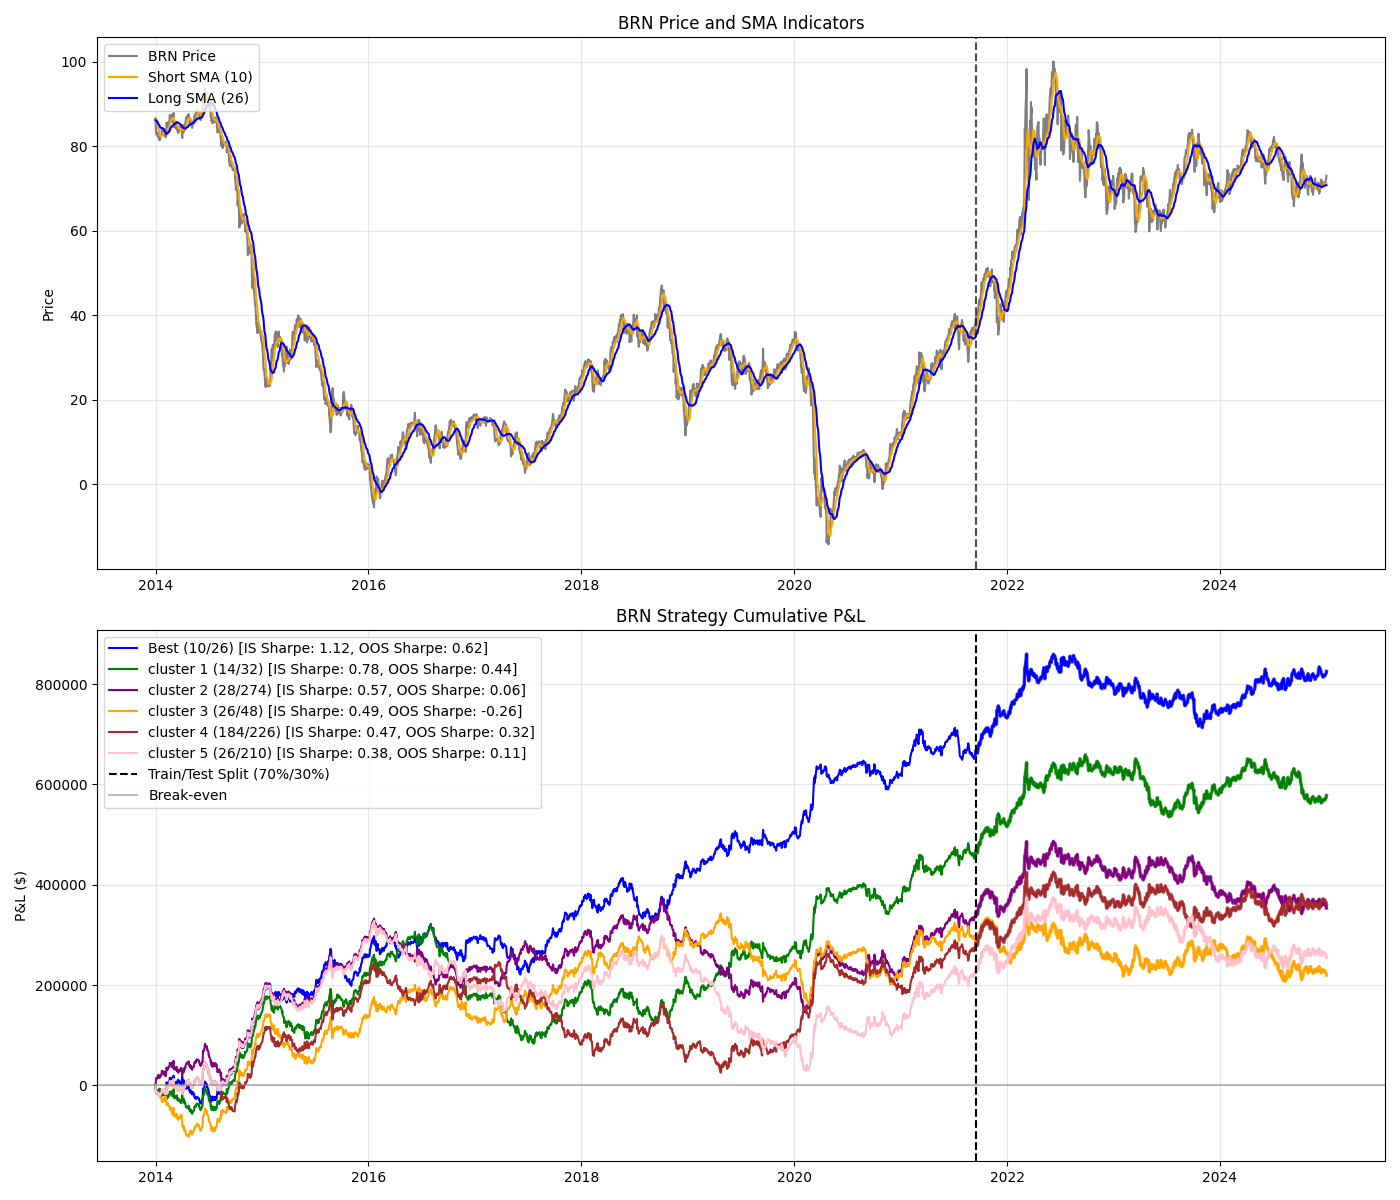 BRN Price and SMA Indicators
BRN Price
Short SMA (10)
Long SMA (26)
Price
100
80
60
40
20
0
2014
2016
2018
2020
2022
2024
BRN Strategy Cumulative P&L
Best (10/26) [IS Sharpe: 1.12, OOS Sharpe: 0.62]
cluster 1 (14/32) [IS Sharpe: 0.78, OOS Sharpe: 0.44]
cluster 2 (28/274) [IS Sharpe: 0.57, OOS Sharpe: 0.06]
cluster 3 (26/48) [IS Sharpe: 0.49, OOS Sharpe: -0.26]
cluster 4 (184/226) [IS Sharpe: 0.47, OOS Sharpe: 0.32]
cluster 5 (26/210) [IS Sharpe: 0.38, OOS Sharpe: 0.11]
Train/Test Split (70%/30%)
Break-even
P&L ($)
800000
600000
400000
200000
0
2014
2016
2018
2020
2022
2024